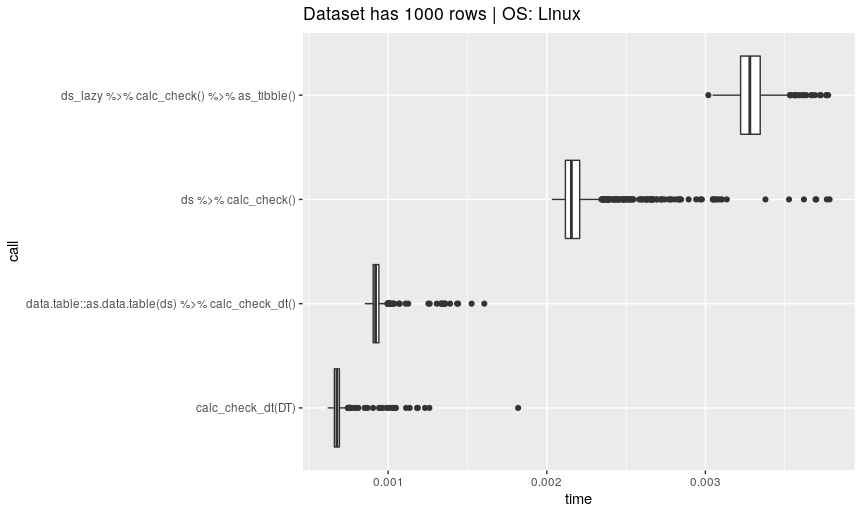 Dataset has 1000 rows | OS: Linux
ds_lazy %>% calc_check() %>% as_tibble()
ds %>% calc_check()
call
data.table::as.data.table(ds) %>% calc_check_dt()
calc_check_dt(DT)
0.001 0.002 0.003
time